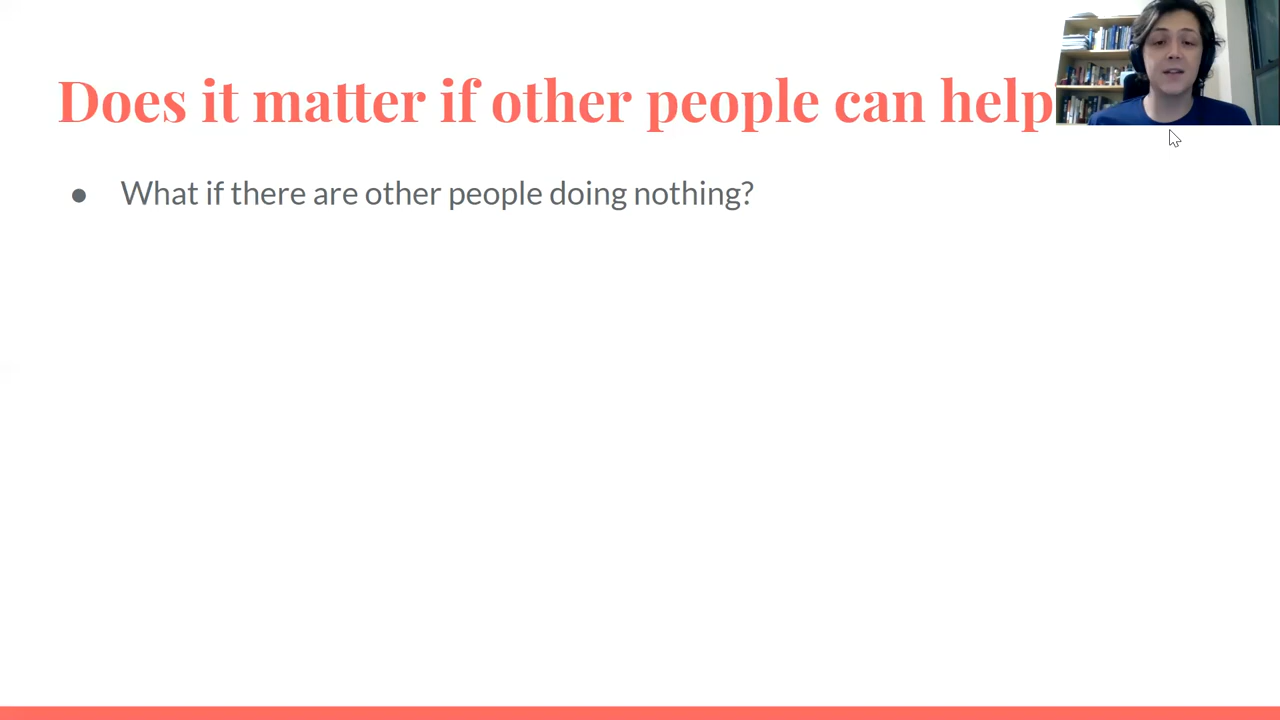 Does it matter if other people can help
● What if there are other people doing nothing?